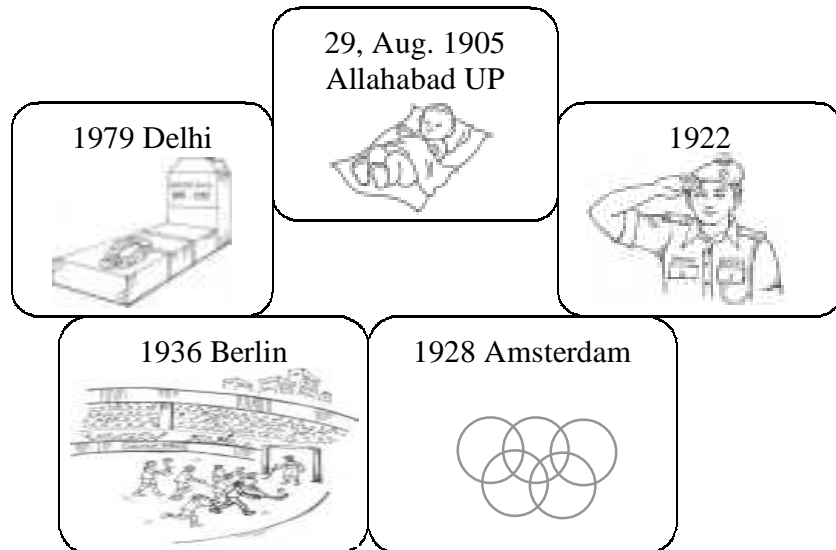 29, Aug. 1905
Allahabad UP
1979 Delhi
1922
1936 Berlin
1928 Amsterdam